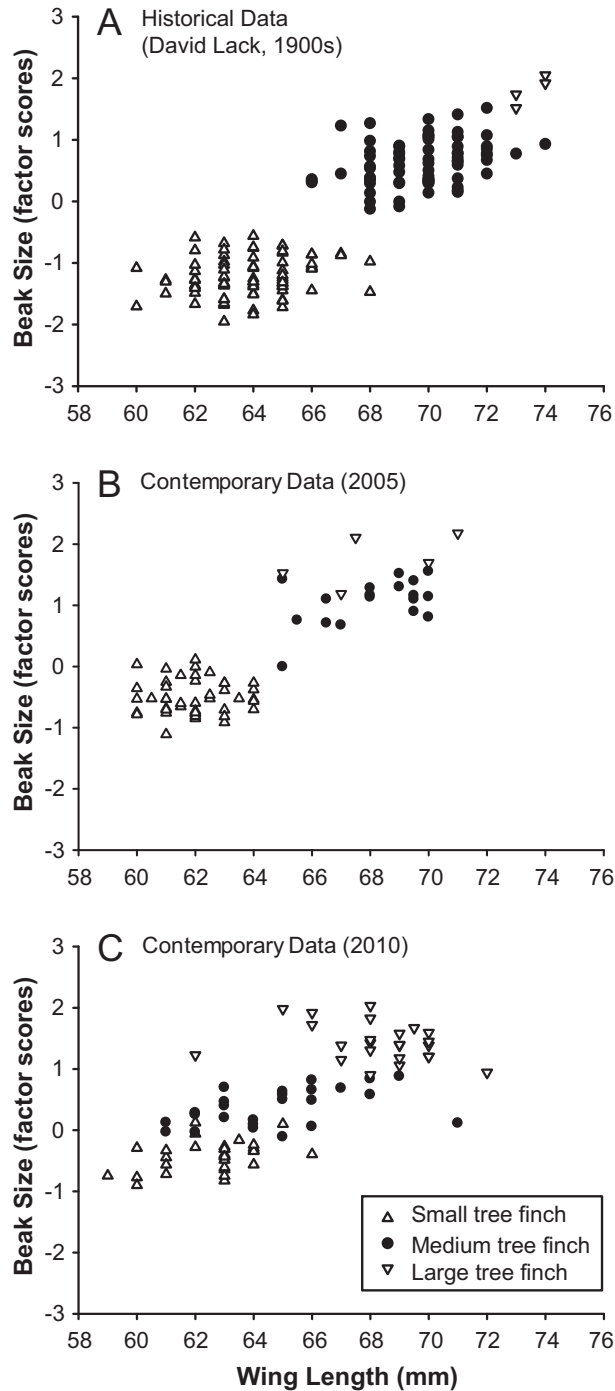 A Historical Data
(David Lack, 1900s)
Beak Size (factor scores)
3
2
1
0
-1
-2
-3
58 60 62 64 66 68 70 72 74 76
B Contemporary Data (2005)
Beak Size (factor scores)
3
2
1
0
-1
-2
-3
58 60 62 64 66 68 70 72 74 76
C Contemporary Data (2010)
Beak Size (factor scores)
3
2
1
0
-1
-2
-3
Small tree finch
Medium tree finch
Large tree finch
58 60 62 64 66 68 70 72 74 76
Wing Length (mm)